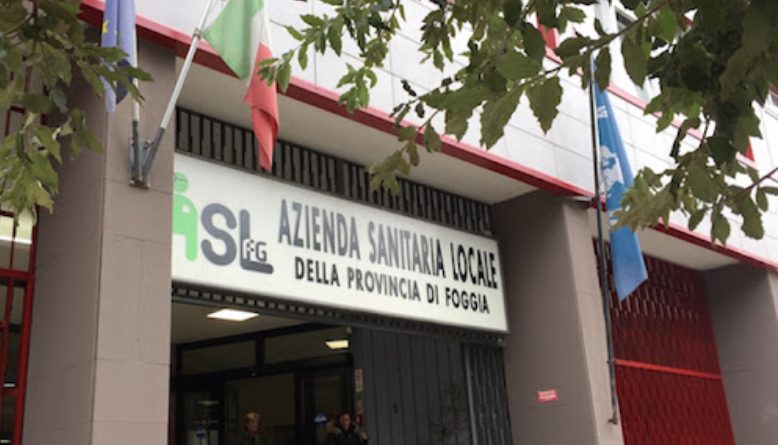 ASL FG
AZIENDA SANITARIA LOCALE
DELLA PROVINCIA DI FOGGIA